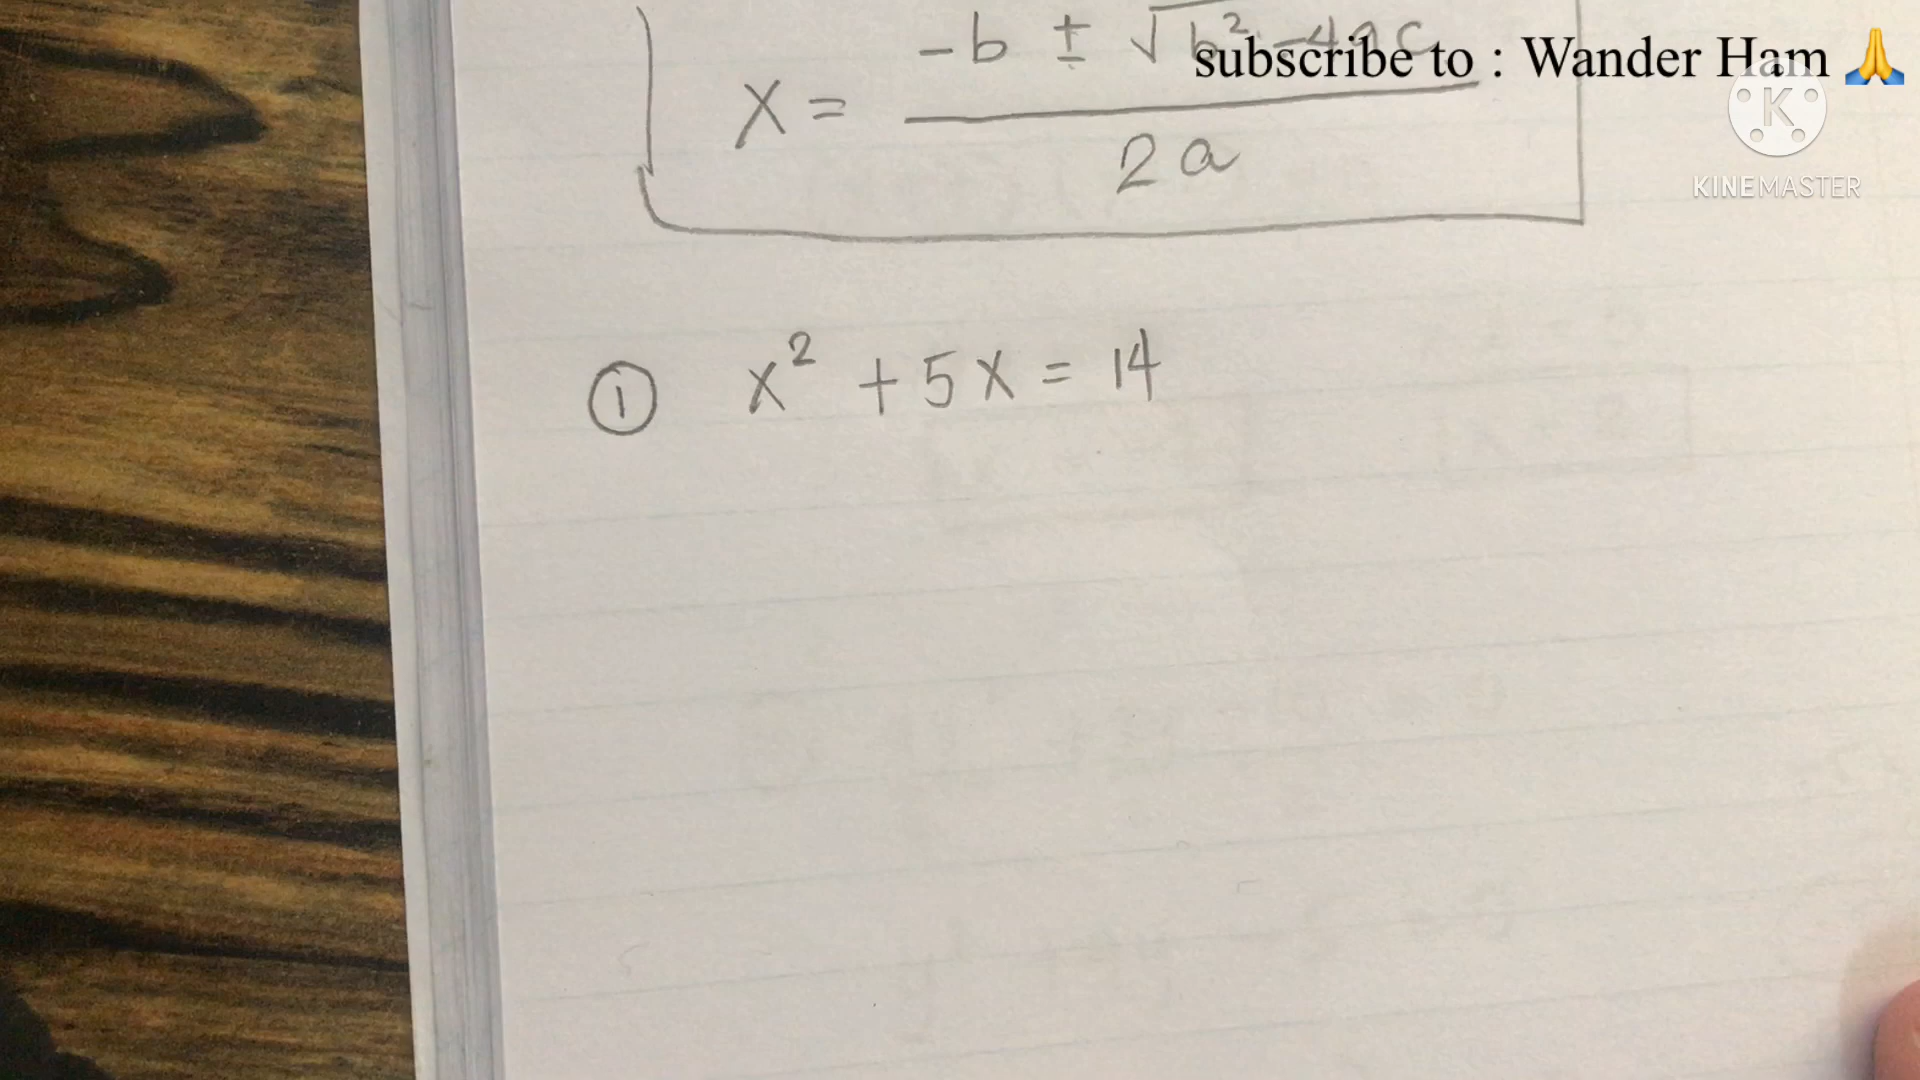 -b ± √b² -4ac
subscribe to : Wander Ham 🙏
x =
2a
KINEMASTER
① x² + 5x = 14